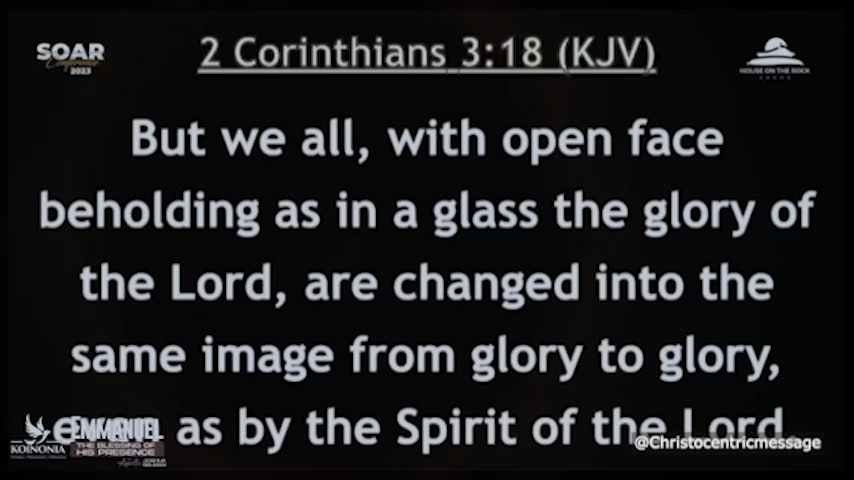 SOAR
Conference
2023
2 Corinthians 3:18 (KJV)
HOUSE ON THE ROCK
But we all, with open face
beholding as in a glass the glory of
the Lord, are changed into the
same image from glory to glory,
as by the Spirit of the Lord
KOINONIA
EMMANUEL
THE BLESSING OF
HIS PRESENCE
@Christocentricmessage